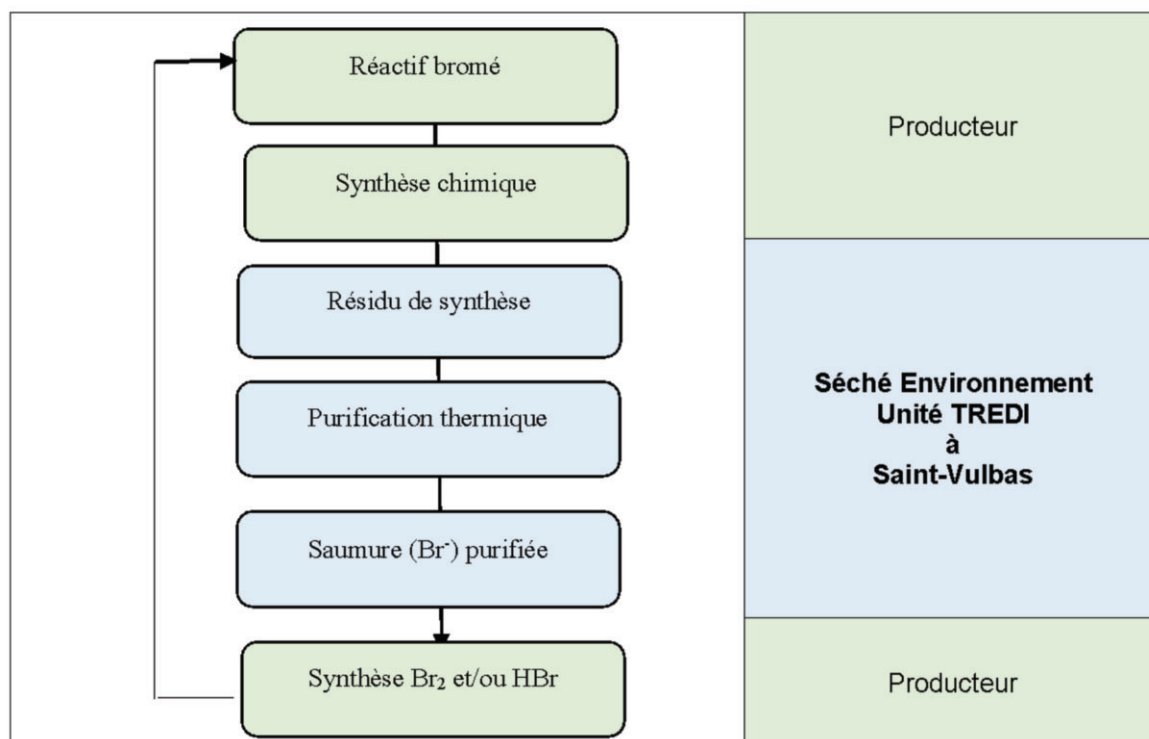 Réactif bromé
Synthèse chimique
Producteur
Résidu de synthèse
Purification thermique
Saumure (Br⁻) purifiée
Séché Environnement
Unité TREDI
à
Saint-Vulbas
Synthèse Br₂ et/ou HBr
Producteur